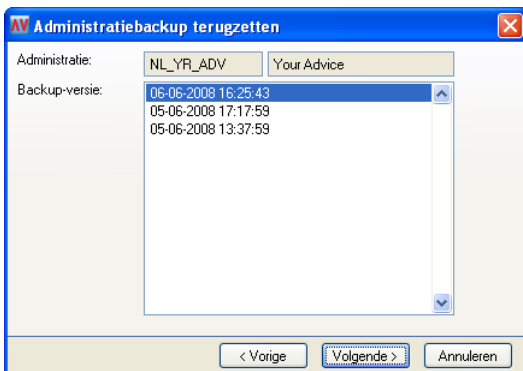 AV Administratiebackup terugzetten
Administratie: NL_YR_ADV Your Advice
Backup-versie: 06-06-2008 16:25:43
05-06-2008 17:17:59
05-06-2008 13:37:59
< Vorige Volgende > Annuleren